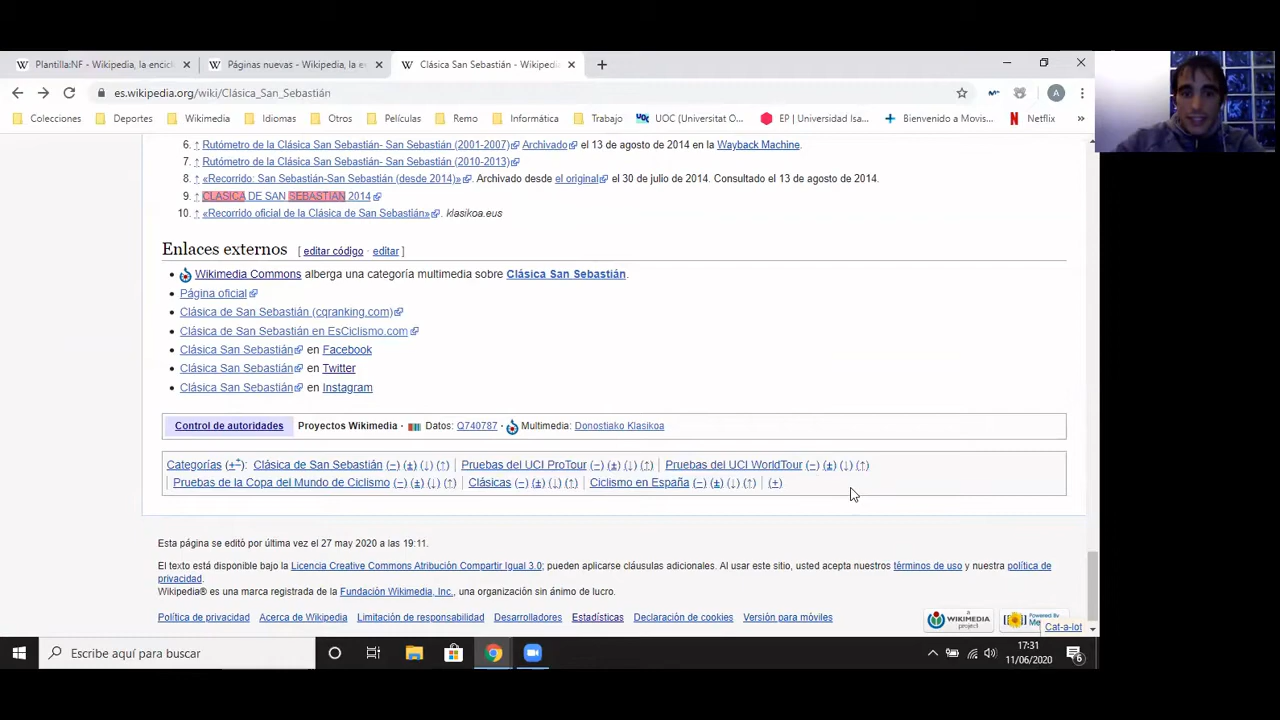 Plantilla:NF - Wikipedia, la encicl
Páginas nuevas - Wikipedia, la en
Clásica San Sebastián - Wikipedia
es.wikipedia.org/wiki/Clásica_San_Sebastián
Colecciones Deportes Wikimedia Idiomas Otros Películas Remo Informática Trabajo UOC (Universitat O... EP | Universidad Isa... Bienvenido a Movis... Netflix »
6. ↑ Rutómetro de la Clásica San Sebastián- San Sebastián (2001-2007) Archivado el 13 de agosto de 2014 en la Wayback Machine.
7. ↑ Rutómetro de la Clásica San Sebastián- San Sebastián (2010-2013)
8. ↑ «Recorrido: San Sebastián-San Sebastián (desde 2014)». Archivado desde el original el 30 de julio de 2014. Consultado el 13 de agosto de 2014.
9. ↑ CLASICA DE SAN SEBASTIAN 2014
10. ↑ «Recorrido oficial de la Clásica de San Sebastián». klasikoa.eus
Enlaces externos [ editar código · editar ]
• Wikimedia Commons alberga una categoría multimedia sobre Clásica San Sebastián.
• Página oficial
• Clásica de San Sebastián (cqranking.com)
• Clásica de San Sebastián en EsCiclismo.com
• Clásica San Sebastián en Facebook
• Clásica San Sebastián en Twitter
• Clásica San Sebastián en Instagram
Control de autoridades Proyectos Wikimedia · Datos: Q740787 · Multimedia: Donostiako Klasikoa
Categorías (+⁺): Clásica de San Sebastián (−) (±) (↓) (↑) | Pruebas del UCI ProTour (−) (±) (↓) (↑) | Pruebas del UCI WorldTour (−) (±) (↓) (↑)
| Pruebas de la Copa del Mundo de Ciclismo (−) (±) (↓) (↑) | Clásicas (−) (±) (↓) (↑) | Ciclismo en España (−) (±) (↓) (↑) | (+)
Esta página se editó por última vez el 27 may 2020 a las 19:11.
El texto está disponible bajo la Licencia Creative Commons Atribución Compartir Igual 3.0; pueden aplicarse cláusulas adicionales. Al usar este sitio, usted acepta nuestros términos de uso y nuestra política de
privacidad.
Wikipedia® es una marca registrada de la Fundación Wikimedia, Inc., una organización sin ánimo de lucro.
Política de privacidad Acerca de Wikipedia Limitación de responsabilidad Desarrolladores Estadísticas Declaración de cookies Versión para móviles
a WIKIMEDIA project
Powered By
Cat-a-lot
Escribe aquí para buscar
17:31
11/06/2020
6